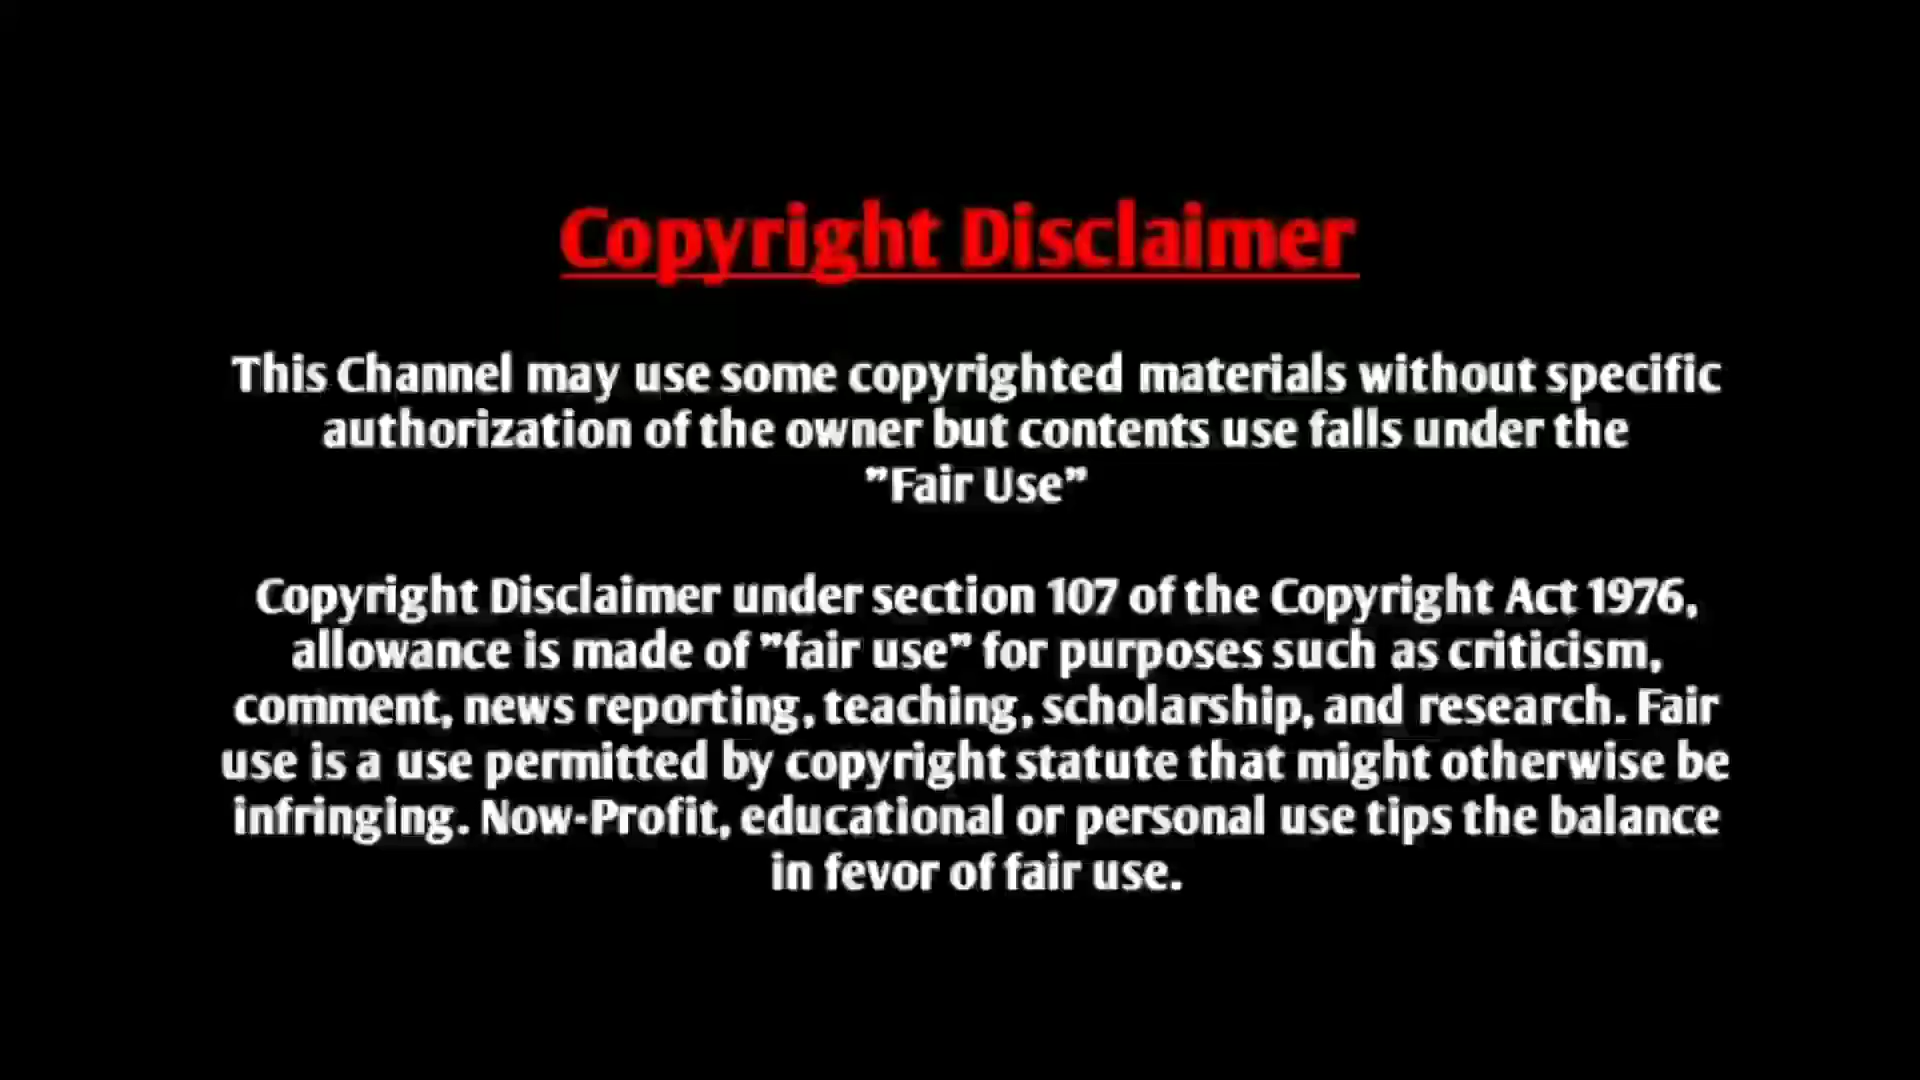 Copyright Disclaimer
This Channel may use some copyrighted materials without specific
authorization of the owner but contents use falls under the
"Fair Use"
Copyright Disclaimer under section 107 of the Copyright Act 1976,
allowance is made of "fair use" for purposes such as criticism,
comment, news reporting, teaching, scholarship, and research. Fair
use is a use permitted by copyright statute that might otherwise be
infringing. Now-Profit, educational or personal use tips the balance
in fevor of fair use.